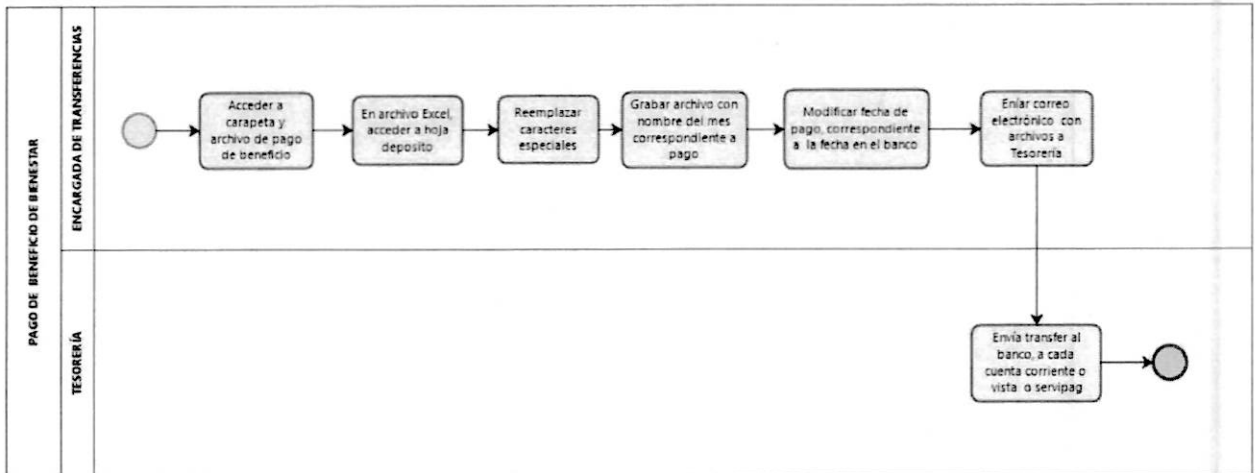 PAGO DE BENEFICIO DE BIENESTAR
ENCARGADA DE TRANSFERENCIAS
Acceder a
carapeta y
archivo de pago
de beneficio
En archivo Excel,
acceder a hoja
deposito
Reemplazar
caracteres
especiales
Grabar archivo con
nombre del mes
correspondiente a
pago
Modificar fecha de
pago, correspondiente
a la fecha en el banco
Eníar correo
electrónico con
archivos a
Tesorería
TESORERÍA
Envía transfer al
banco, a cada
cuenta corriente o
vista o servipag